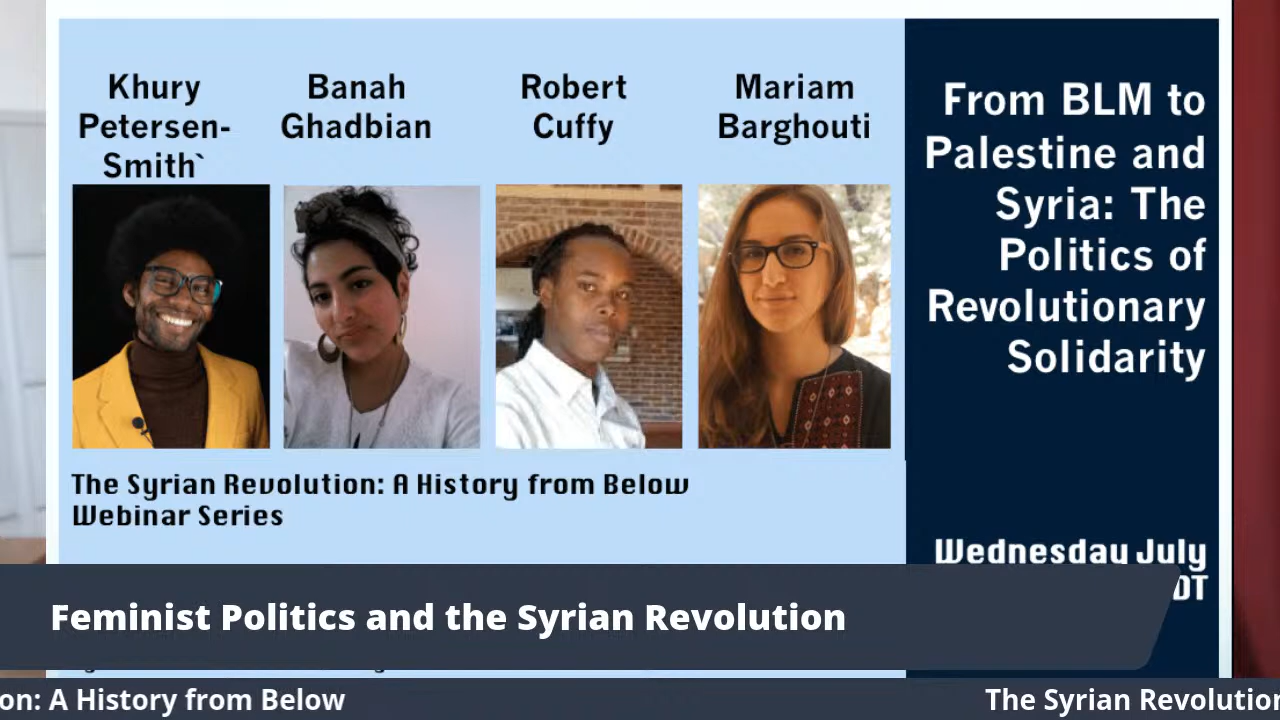 Khury
Petersen-
Smith`
Banah
Ghadbian
Robert
Cuffy
Mariam
Barghouti
From BLM to
Palestine and
Syria: The
Politics of
Revolutionary
Solidarity
The Syrian Revolution: A History from Below
Webinar Series
Wednesday July
DT
Feminist Politics and the Syrian Revolution
on: A History from Below
The Syrian Revolution